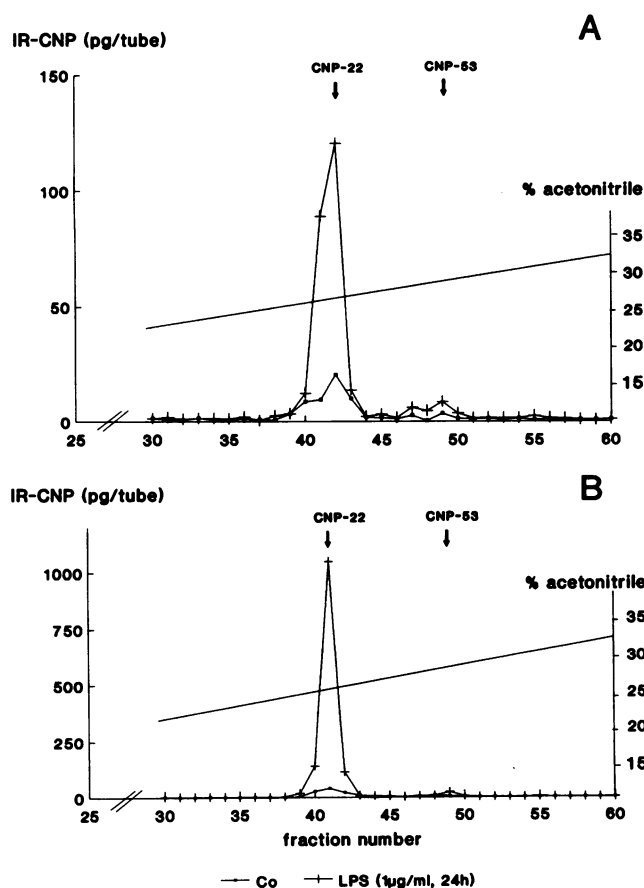 A
IR-CNP (pg/tube)
CNP-22
CNP-53
150
100
50
0
% acetonitrile
35
30
25
20
15
25
30
35
40
45
50
55
60
B
IR-CNP (pg/tube)
CNP-22
CNP-53
1000
750
500
250
0
% acetonitrile
35
30
25
20
15
25
30
35
40
45
50
55
60
fraction number
Co
LPS (1µg/ml, 24h)